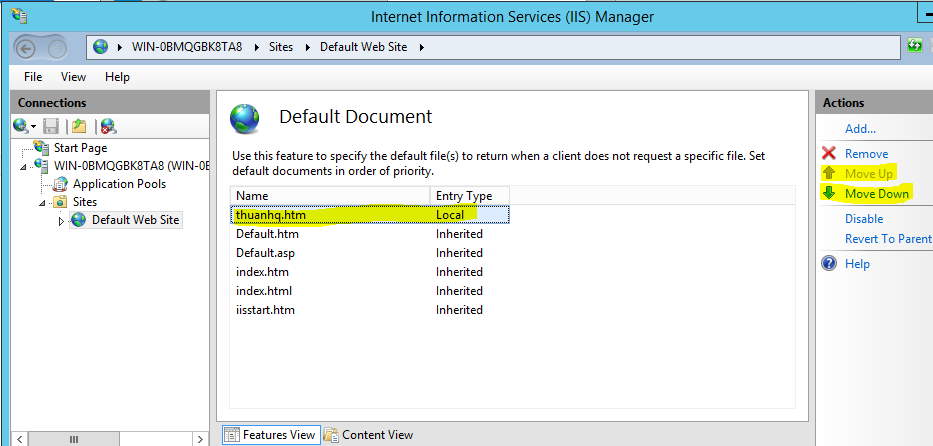 Internet Information Services (IIS) Manager
WIN-0BMQGBK8TA8 Sites Default Web Site
File View Help
Connections
Start Page
WIN-0BMQGBK8TA8 (WIN-0B
Application Pools
Sites
Default Web Site
Default Document
Use this feature to specify the default file(s) to return when a client does not request a specific file. Set
default documents in order of priority.
Name Entry Type
thuanhq.htm Local
Default.htm Inherited
Default.asp Inherited
index.htm Inherited
index.html Inherited
iisstart.htm Inherited
Features View Content View
Actions
Add...
Remove
Move Up
Move Down
Disable
Revert To Parent
Help